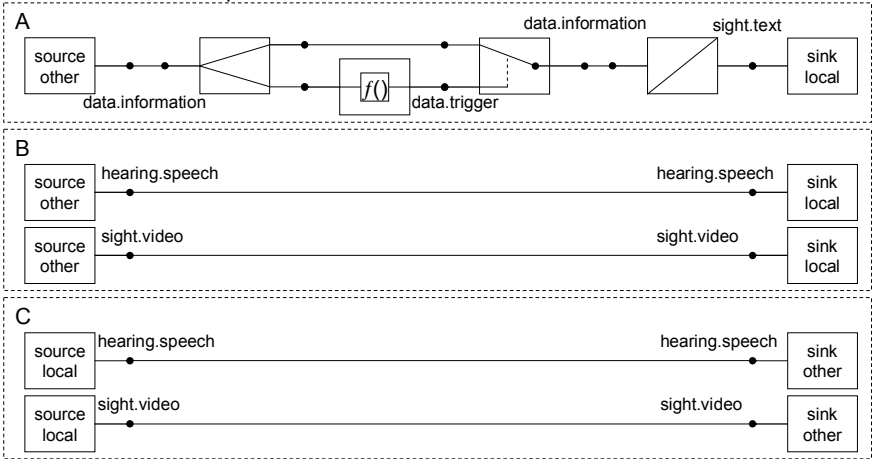 A
source
other
data.information
f()
data.trigger
data.information
sight.text
sink
local
B
source
other
hearing.speech
hearing.speech
sink
local
source
other
sight.video
sight.video
sink
local
C
source
local
hearing.speech
hearing.speech
sink
other
source
local
sight.video
sight.video
sink
other